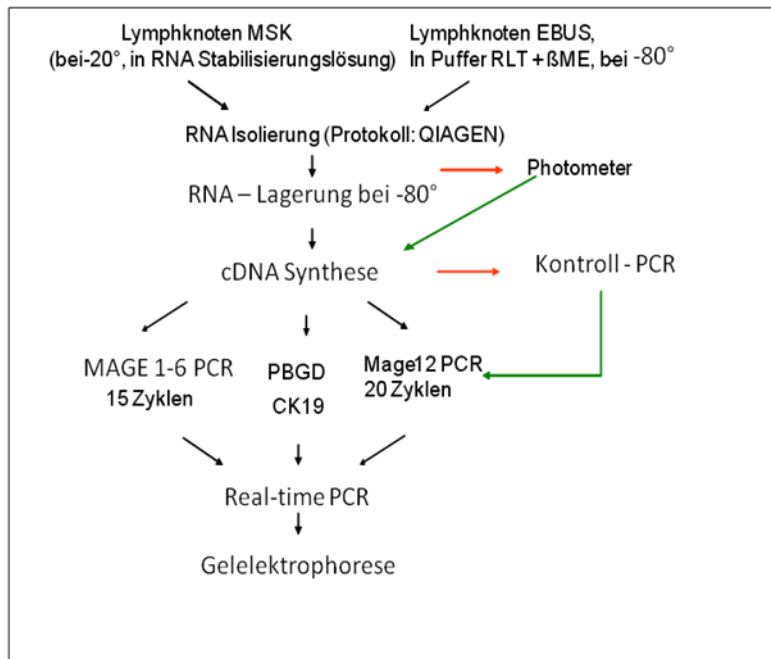 Lymphknoten MSK
(bei-20°, in RNA Stabilisierungslösung)
Lymphknoten EBUS,
In Puffer RLT + ßME, bei -80°
RNA Isolierung (Protokoll: QIAGEN)
Photometer
RNA – Lagerung bei -80°
cDNA Synthese
Kontroll - PCR
MAGE 1-6 PCR
15 Zyklen
PBGD
CK19
Mage12 PCR
20 Zyklen
Real-time PCR
Gelelektrophorese